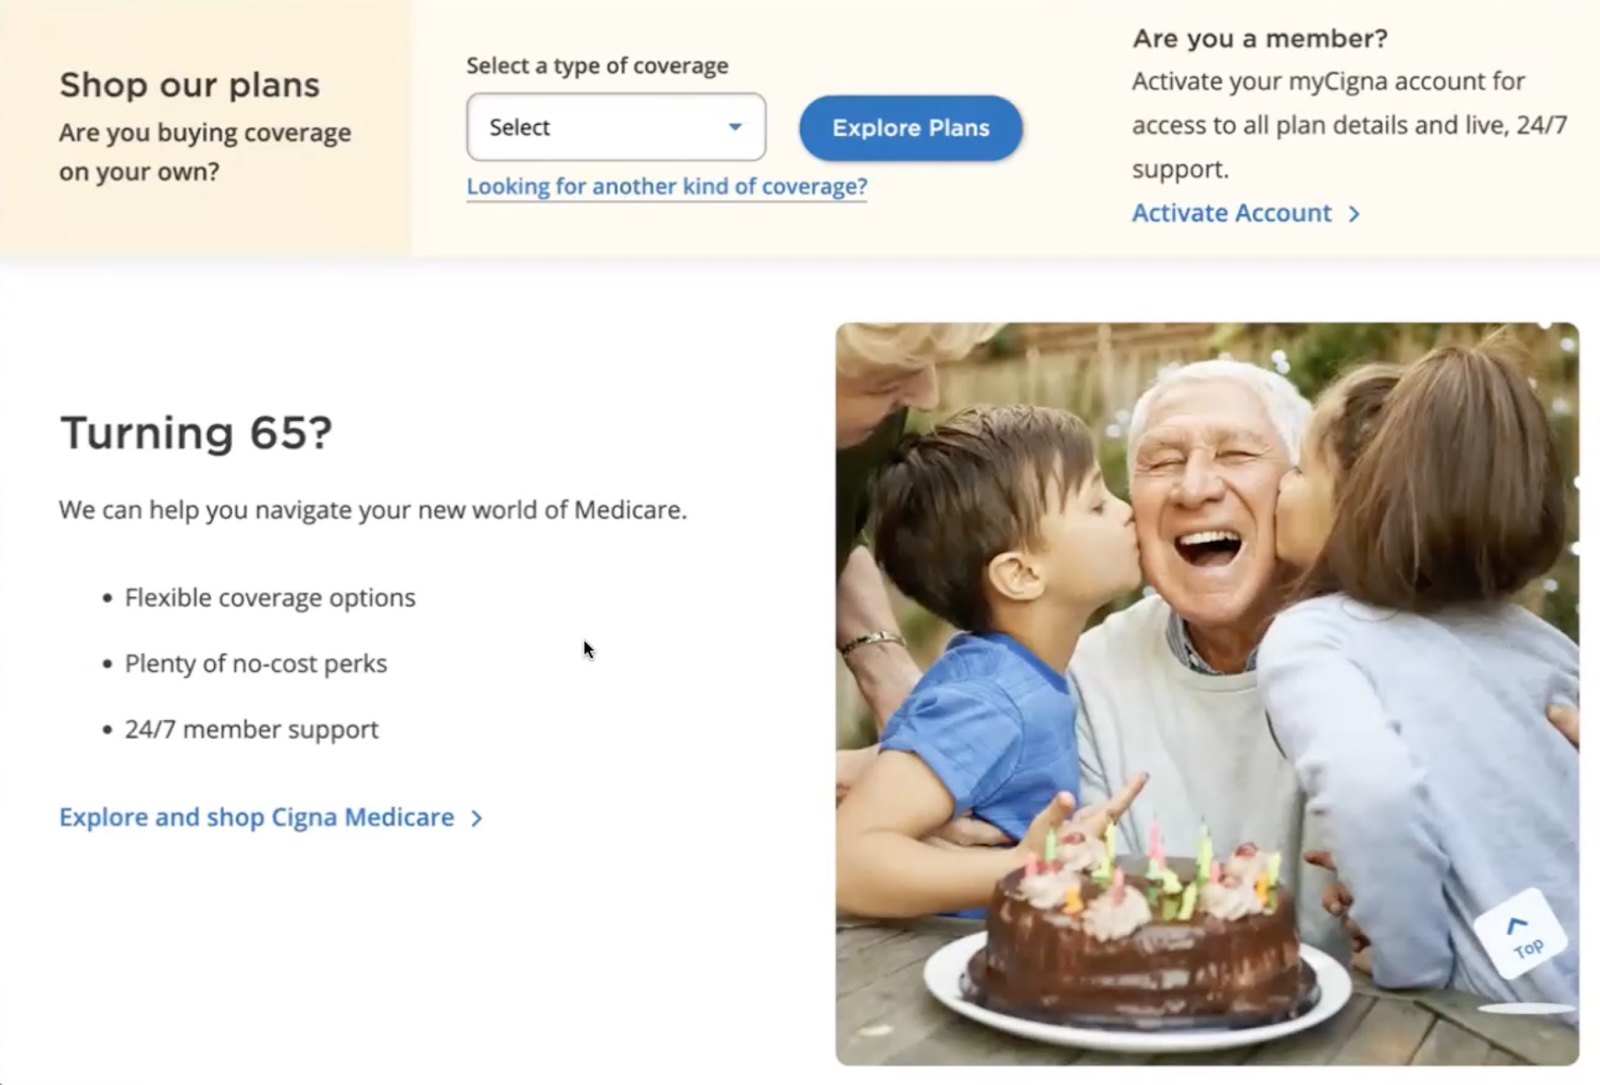 Shop our plans
Are you buying coverage
on your own?
Select a type of coverage
Select
Explore Plans
Looking for another kind of coverage?
Are you a member?
Activate your myCigna account for
access to all plan details and live, 24/7
support.
Activate Account
Turning 65?
We can help you navigate your new world of Medicare.
• Flexible coverage options
• Plenty of no-cost perks
• 24/7 member support
Explore and shop Cigna Medicare
Top